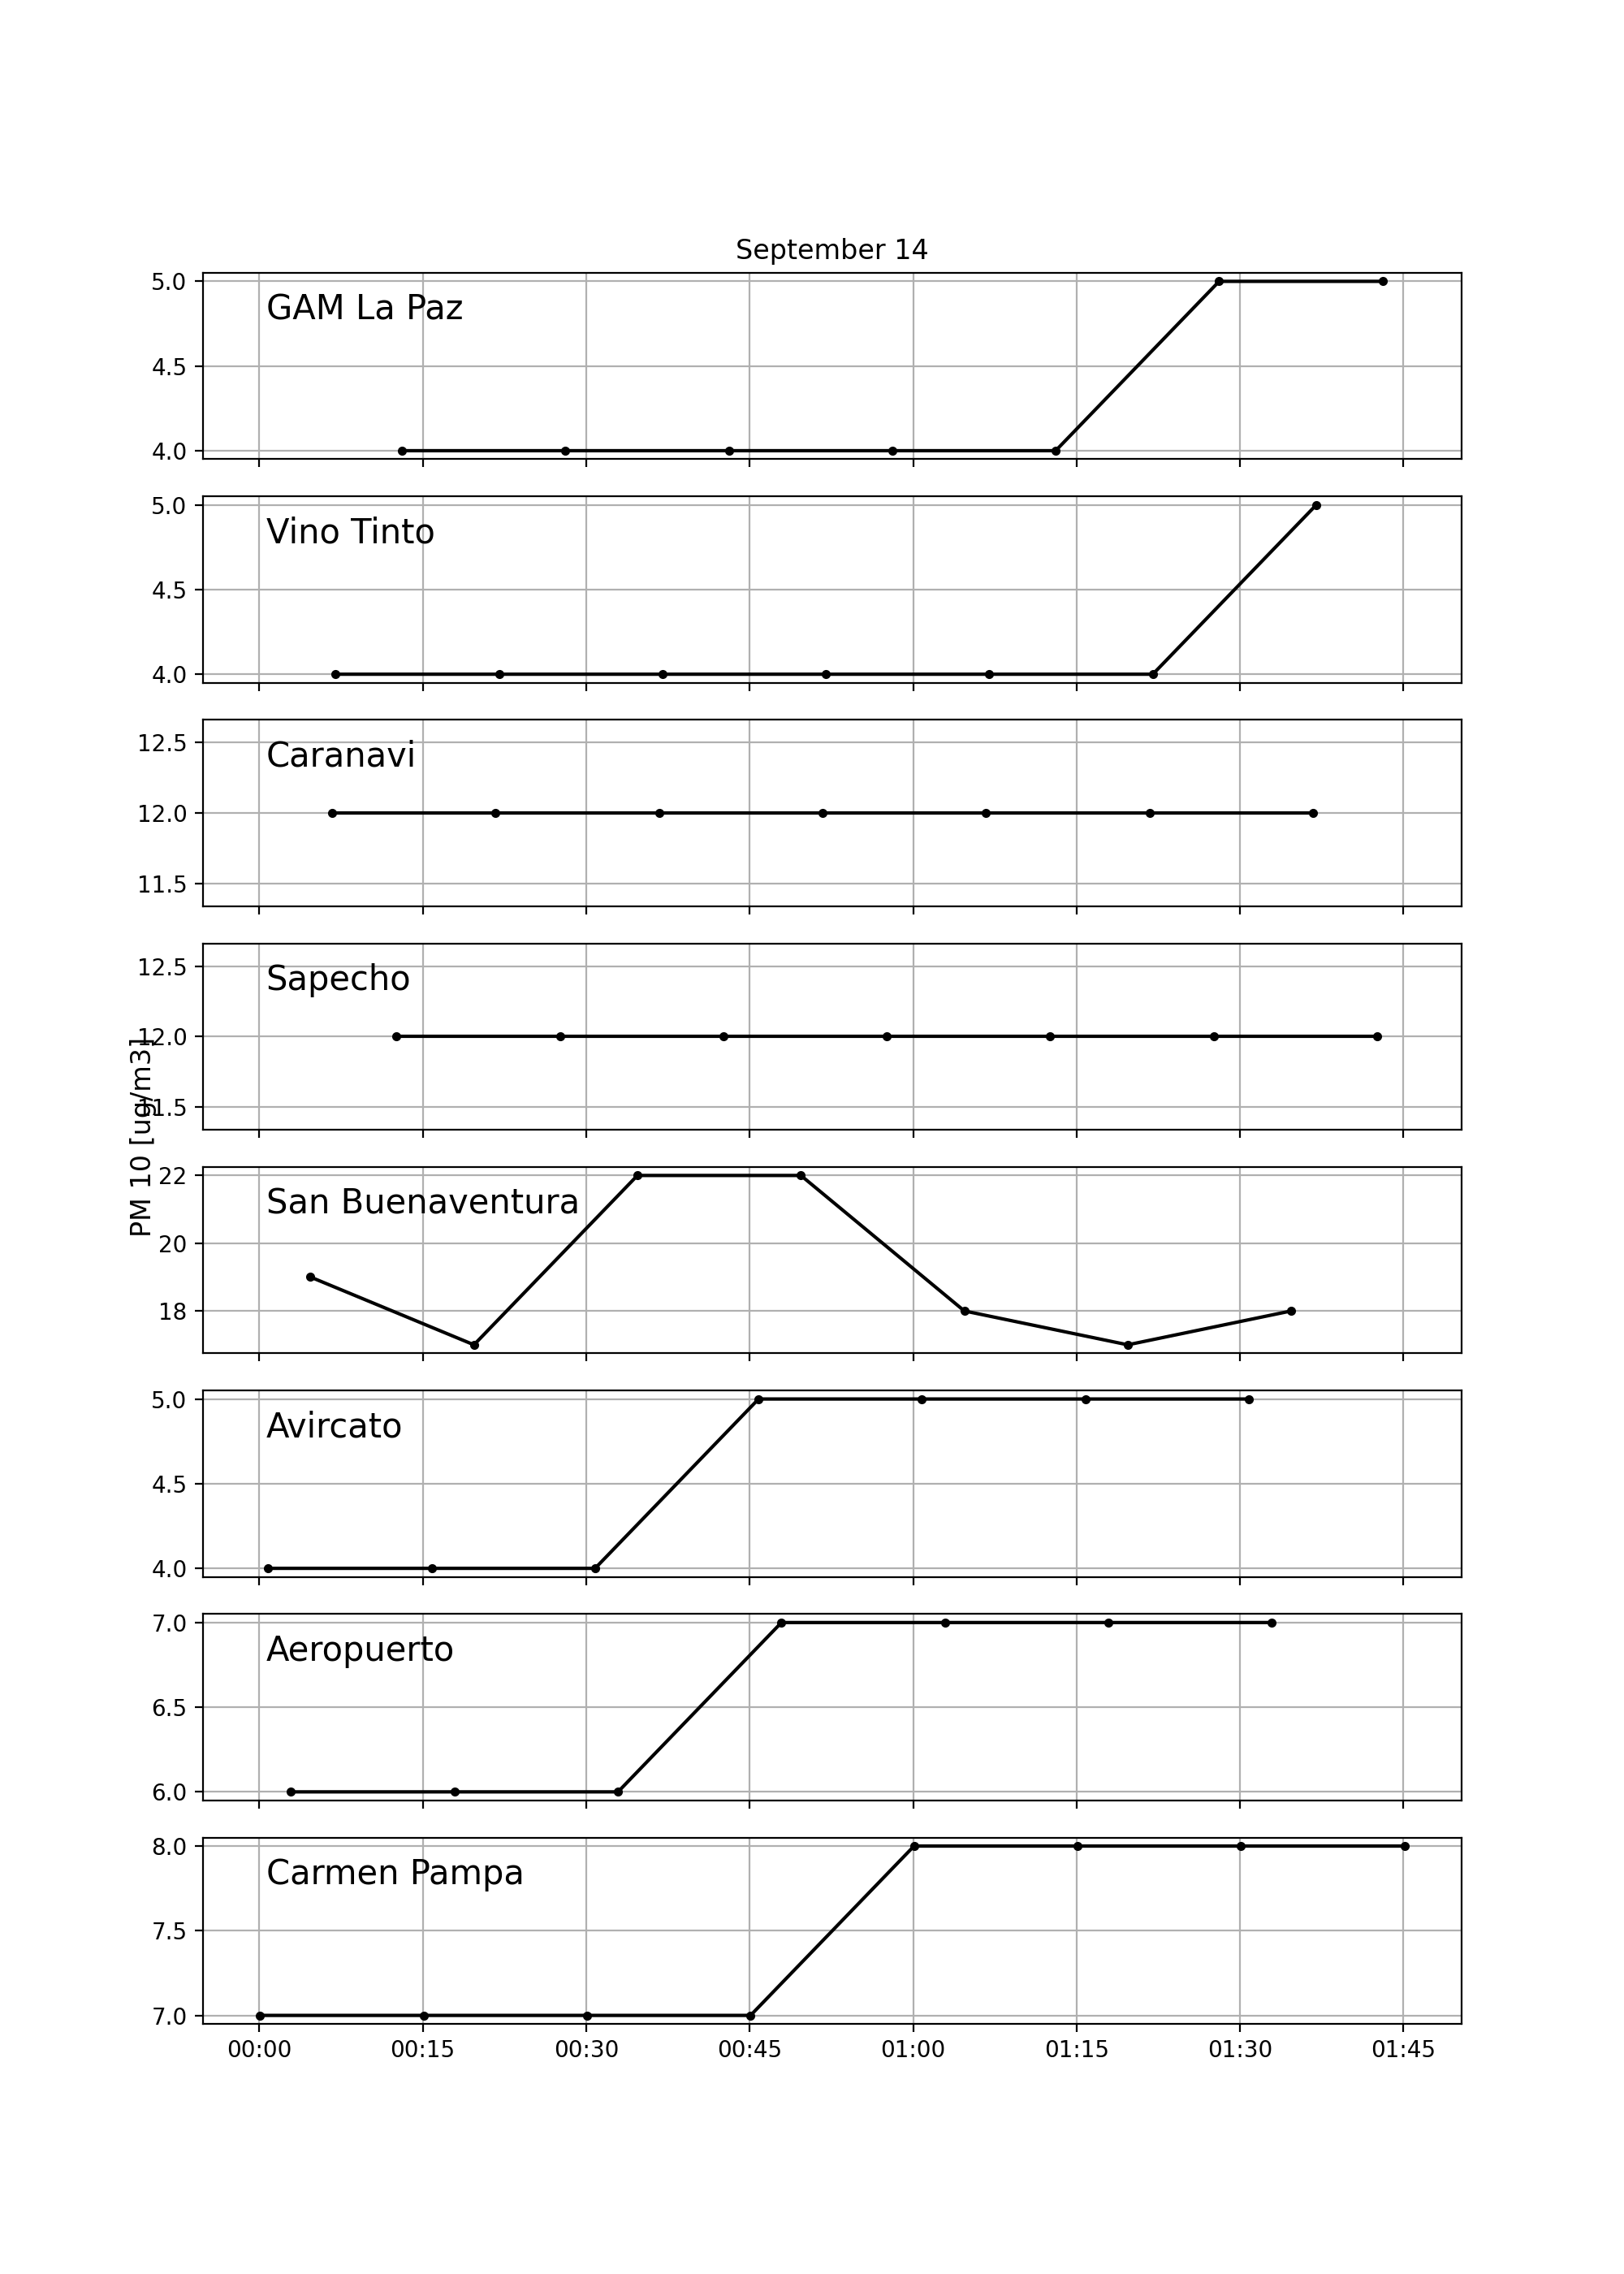 September 14
5.0
GAM La Paz
4.5
4.0
5.0
Vino Tinto
4.5
4.0
12.5
Caranavi
12.0
11.5
12.5
Sapecho
12.0
11.5
PM 10 [ug/m3]
22
San Buenaventura
20
18
5.0
Avircato
4.5
4.0
7.0
Aeropuerto
6.5
6.0
8.0
Carmen Pampa
7.5
7.0
00:00 00:15 00:30 00:45 01:00 01:15 01:30 01:45